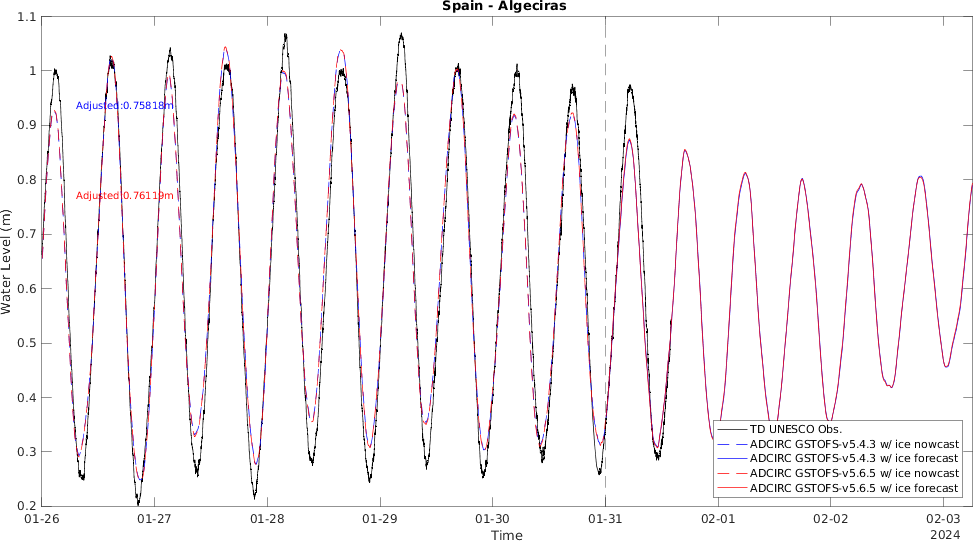 Spain - Algeciras
1.1
1
0.9
0.8
0.7
0.6
0.5
0.4
0.3
0.2
Water Level (m)
Adjusted:0.75818m
Adjusted:0.76119m
TD UNESCO Obs.
ADCIRC GSTOFS-v5.4.3 w/ ice nowcast
ADCIRC GSTOFS-v5.4.3 w/ ice forecast
ADCIRC GSTOFS-v5.6.5 w/ ice nowcast
ADCIRC GSTOFS-v5.6.5 w/ ice forecast
01-26 01-27 01-28 01-29 01-30 01-31 02-01 02-02 02-03
Time
2024